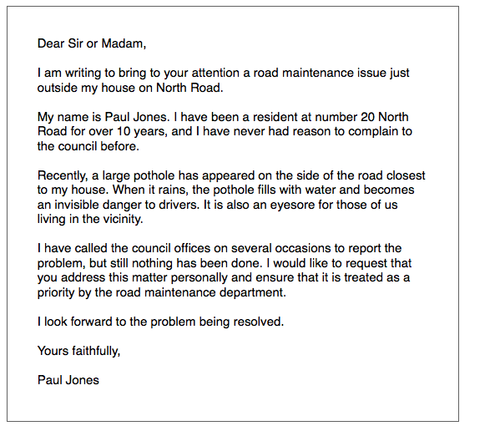 Dear Sir or Madam,
I am writing to bring to your attention a road maintenance issue just
outside my house on North Road.
My name is Paul Jones. I have been a resident at number 20 North
Road for over 10 years, and I have never had reason to complain to
the council before.
Recently, a large pothole has appeared on the side of the road closest
to my house. When it rains, the pothole fills with water and becomes
an invisible danger to drivers. It is also an eyesore for those of us
living in the vicinity.
I have called the council offices on several occasions to report the
problem, but still nothing has been done. I would like to request that
you address this matter personally and ensure that it is treated as a
priority by the road maintenance department.
I look forward to the problem being resolved.
Yours faithfully,
Paul Jones